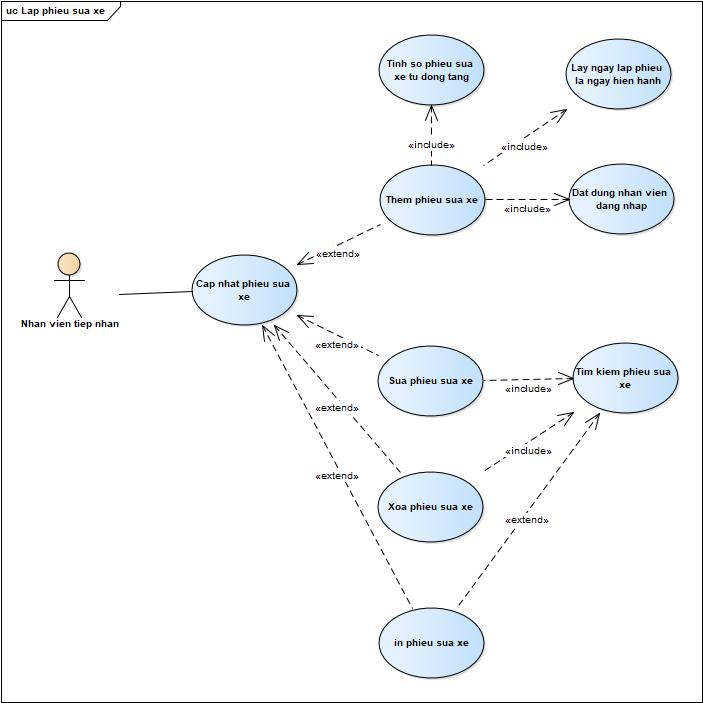 uc Lap phieu sua xe
Tinh so phieu sua
xe tu dong tang
Lay ngay lap phieu
la ngay hien hanh
«include»
«include»
Them phieu sua xe
Dat dung nhan vien
dang nhap
«include»
«extend»
Cap nhat phieu sua
xe
Nhan vien tiep nhan
«extend»
Sua phieu sua xe
Tim kiem phieu sua
xe
«include»
«extend»
«include»
«extend»
Xoa phieu sua xe
«extend»
in phieu sua xe